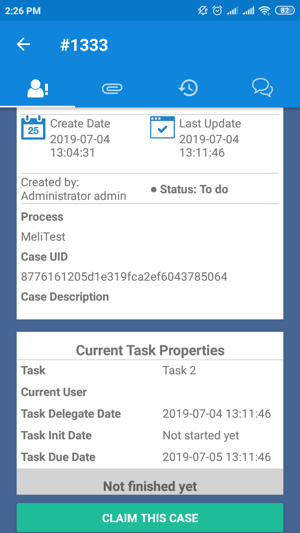 2:26 PM 82
#1333
25 Create Date Last Update
2019-07-04 2019-07-04
13:04:31 13:11:46
Created by:
Administrator admin ● Status: To do
Process
MeliTest
Case UID
8776161205d1e319fca2ef6043785064
Case Description
Current Task Properties
Task Task 2
Current User
Task Delegate Date 2019-07-04 13:11:46
Task Init Date Not started yet
Task Due Date 2019-07-05 13:11:46
Not finished yet
CLAIM THIS CASE